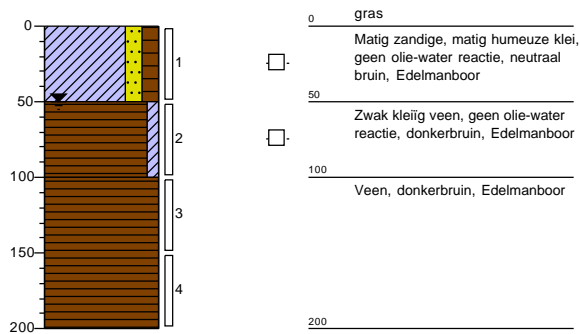 0
50
100
150
200
1
2
3
4
0
gras
Matig zandige, matig humeuze klei,
geen olie-water reactie, neutraal
bruin, Edelmanboor
50
Zwak kleiïg veen, geen olie-water
reactie, donkerbruin, Edelmanboor
100
Veen, donkerbruin, Edelmanboor
200